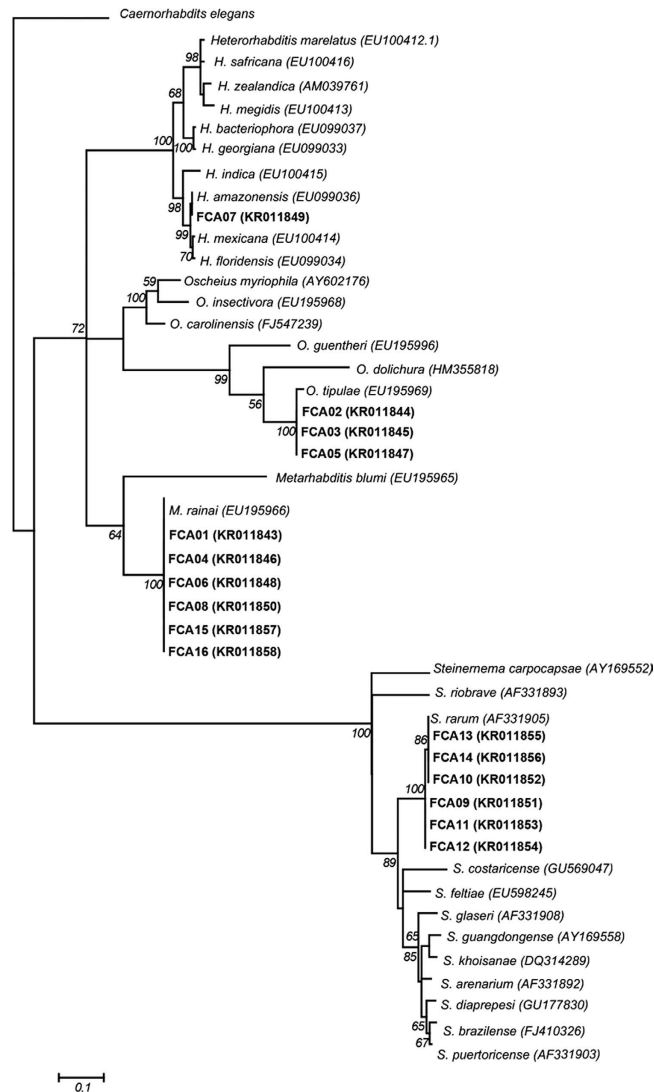 Caernorhabdits elegans
Heterorhabditis marelatus (EU100412.1)
98
H. safricana (EU100416)
H. zealandica (AM039761)
68
H. megidis (EU100413)
H. bacteriophora (EU099037)
100
100
H. georgiana (EU099033)
H. indica (EU100415)
H. amazonensis (EU099036)
98
FCA07 (KR011849)
99
H. mexicana (EU100414)
70
H. floridensis (EU099034)
59
Oscheius myriophila (AY602176)
100
O. insectivora (EU195968)
O. carolinensis (FJ547239)
72
O. guentheri (EU195996)
99
O. dolichura (HM355818)
O. tipulae (EU195969)
56
FCA02 (KR011844)
100
FCA03 (KR011845)
FCA05 (KR011847)
Metarhabditis blumi (EU195965)
M. rainai (EU195966)
64
FCA01 (KR011843)
FCA04 (KR011846)
100
FCA06 (KR011848)
FCA08 (KR011850)
FCA15 (KR011857)
FCA16 (KR011858)
Steinernema carpocapsae (AY169552)
S. riobrave (AF331893)
100
S. rarum (AF331905)
86
FCA13 (KR011855)
FCA14 (KR011856)
FCA10 (KR011852)
100
FCA09 (KR011851)
FCA11 (KR011853)
FCA12 (KR011854)
89
S. costaricense (GU569047)
S. feltiae (EU598245)
S. glaseri (AF331908)
65
S. guangdongense (AY169558)
85
S. khoisanae (DQ314289)
S. arenarium (AF331892)
S. diaprepesi (GU177830)
65
S. brazilense (FJ410326)
67
S. puertoricense (AF331903)
0.1